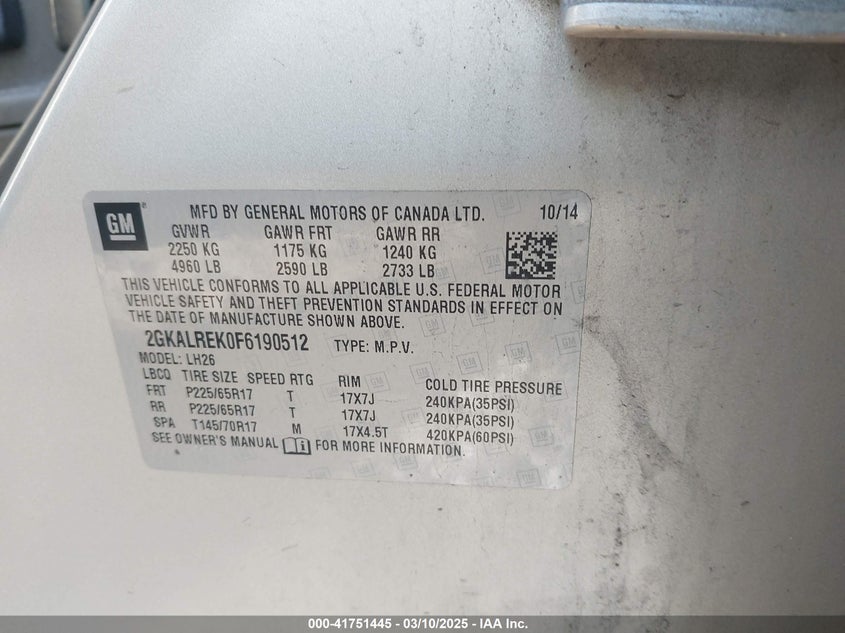 GM
MFD BY GENERAL MOTORS OF CANADA LTD. 10/14
GVWR GAWR FRT GAWR RR
2250 KG 1175 KG 1240 KG
4960 LB 2590 LB 2733 LB
THIS VEHICLE CONFORMS TO ALL APPLICABLE U.S. FEDERAL MOTOR
VEHICLE SAFETY AND THEFT PREVENTION STANDARDS IN EFFECT ON
THE DATE OF MANUFACTURE SHOWN ABOVE.
2GKALREK0F6190512 TYPE: M.P.V.
MODEL: LH26
LBCQ TIRE SIZE SPEED RTG RIM COLD TIRE PRESSURE
FRT P225/65R17 T 17X7J 240KPA(35PSI)
RR P225/65R17 T 17X7J 240KPA(35PSI)
SPA T145/70R17 M 17X4.5T 420KPA(60PSI)
SEE OWNER'S MANUAL FOR MORE INFORMATION.
000-41751445 — 03/10/2025 — IAA Inc.